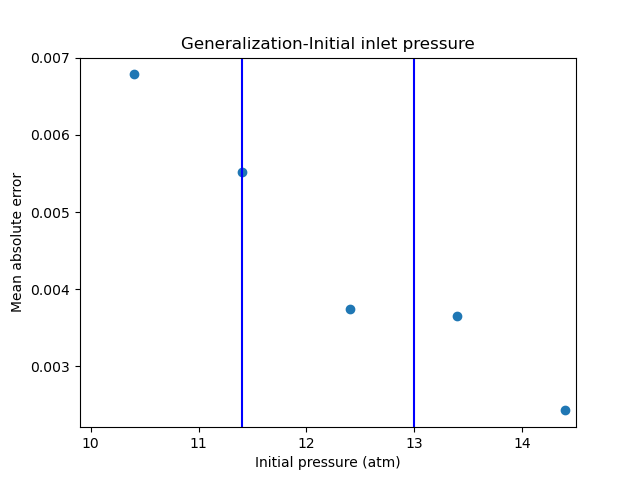 Generalization-Initial inlet pressure
0.007
0.006
0.005
0.004
0.003
Mean absolute error
10 11 12 13 14
Initial pressure (atm)